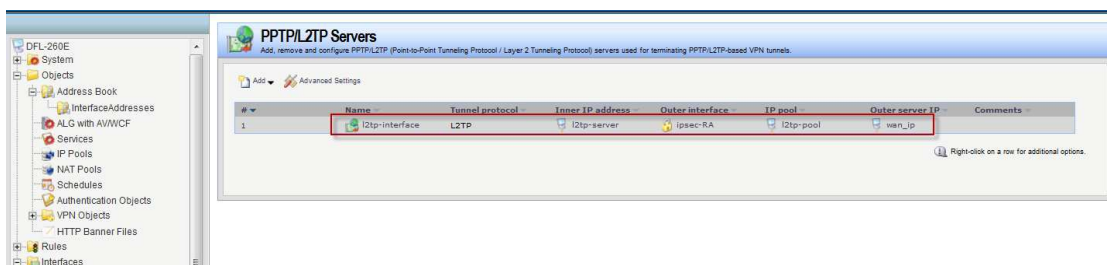 DFL-260E
System
Objects
Address Book
InterfaceAddresses
ALG with AV/WCF
Services
IP Pools
NAT Pools
Schedules
Authentication Objects
VPN Objects
HTTP Banner Files
Rules
Interfaces
PPTP/L2TP Servers
Add, remove and configure PPTP/L2TP (Point-to-Point Tunneling Protocol / Layer 2 Tunneling Protocol) servers used for terminating PPTP/L2TP-based VPN tunnels.
Add Advanced Settings
# Name Tunnel protocol Inner IP address Outer interface IP pool Outer server IP Comments
1 l2tp-interface L2TP l2tp-server ipsec-RA l2tp-pool wan_ip
Right-click on a row for additional options.